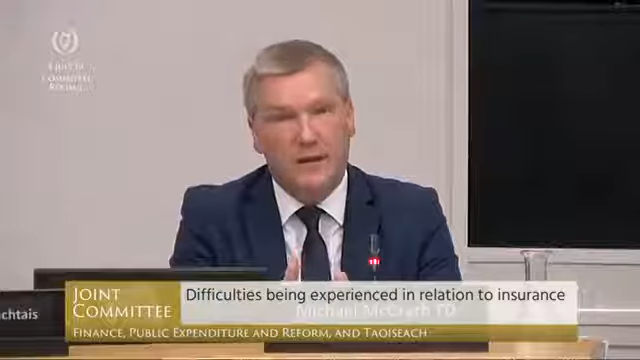 COMMITTEE
JOINT
COMMITTEE
Difficulties being experienced in relation to insurance
Michael McGrath TD
FINANCE, PUBLIC EXPENDITURE AND REFORM, AND TAOISEACH
achtais